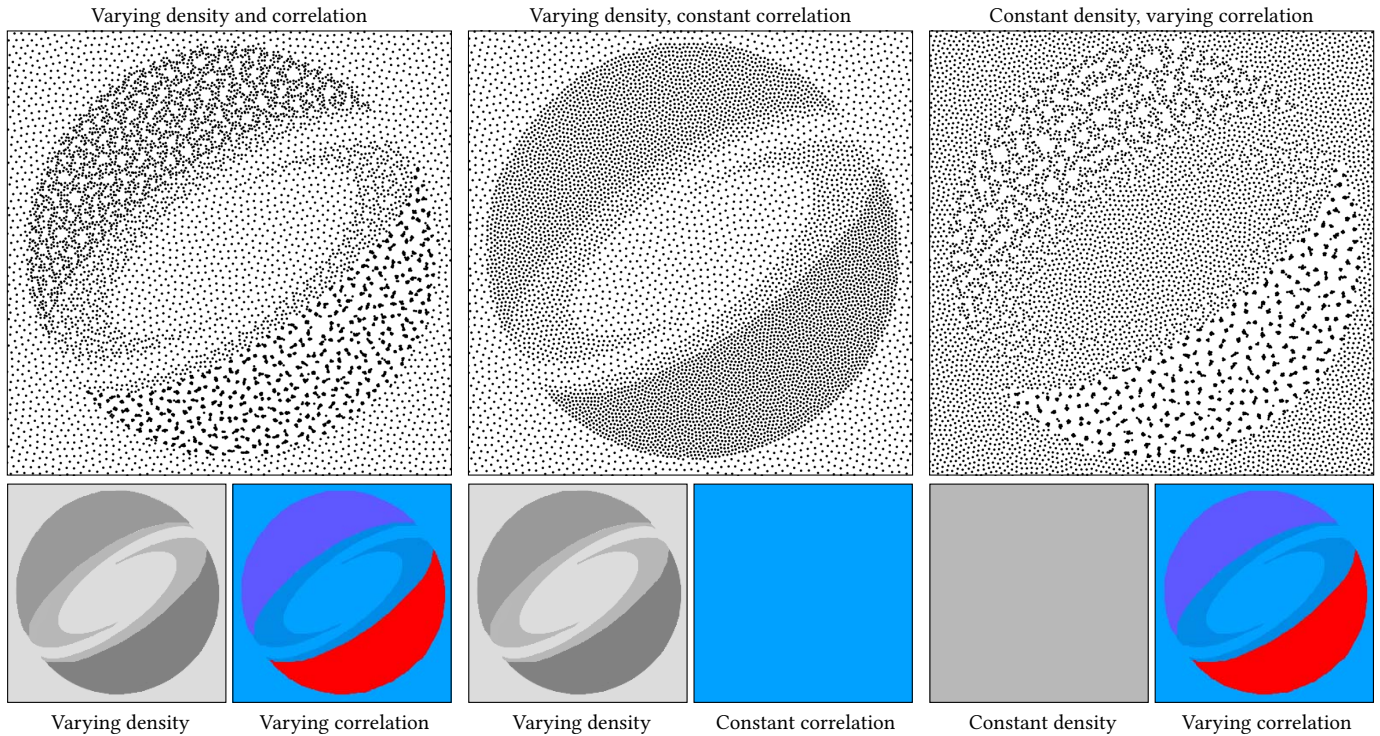 Varying density and correlation
Varying density, constant correlation
Constant density, varying correlation
Varying density
Varying correlation
Varying density
Constant correlation
Constant density
Varying correlation